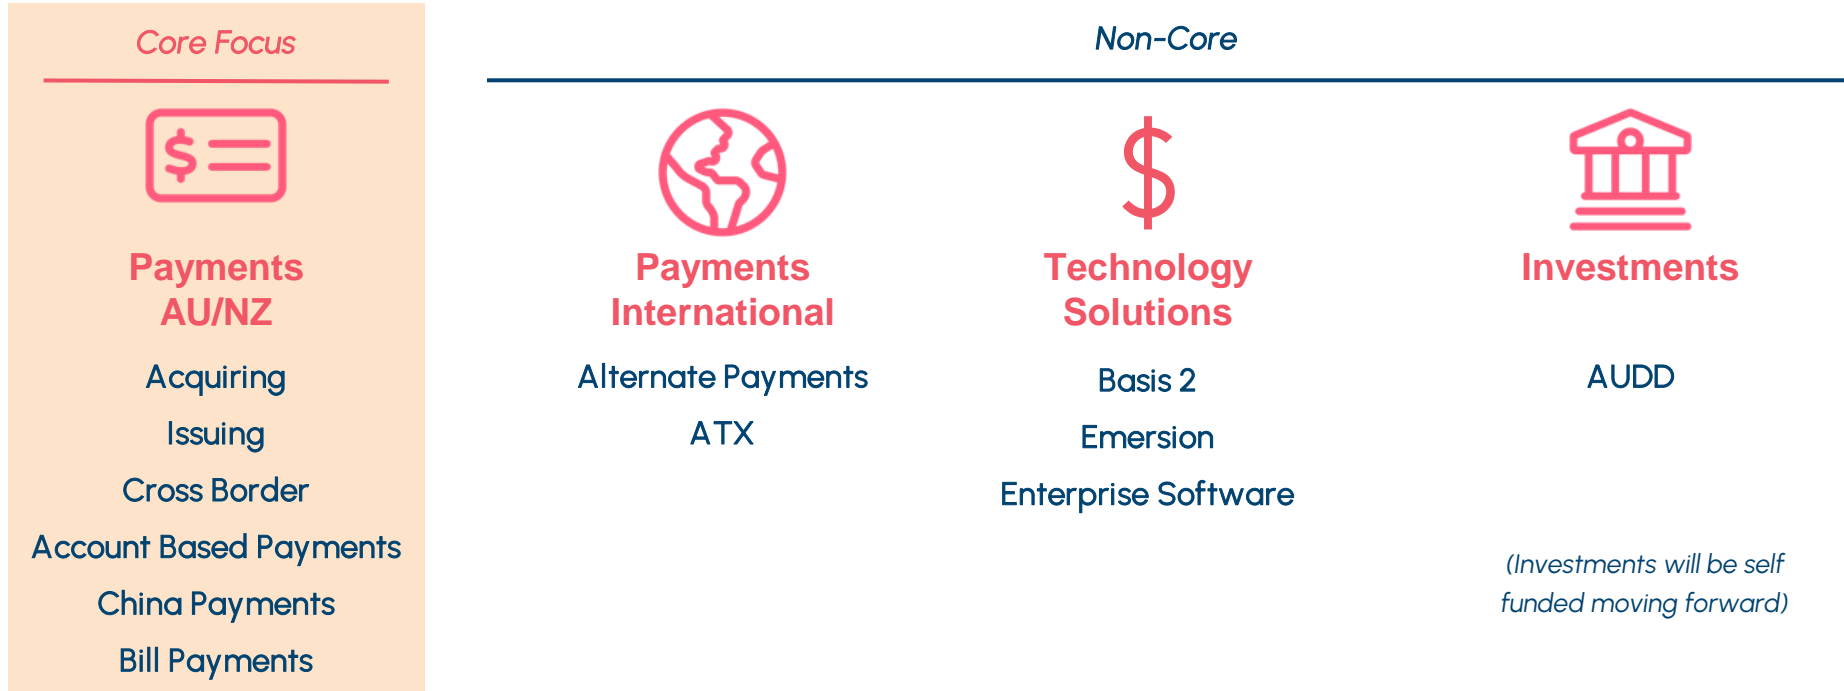 Core Focus
Non-Core
$
Payments
AU/NZ
Acquiring
Issuing
Cross Border
Account Based Payments
China Payments
Bill Payments
Payments
International
Alternate Payments
ATX
$
Technology
Solutions
Basis 2
Emersion
Enterprise Software
Investments
AUDD
(Investments will be self
funded moving forward)